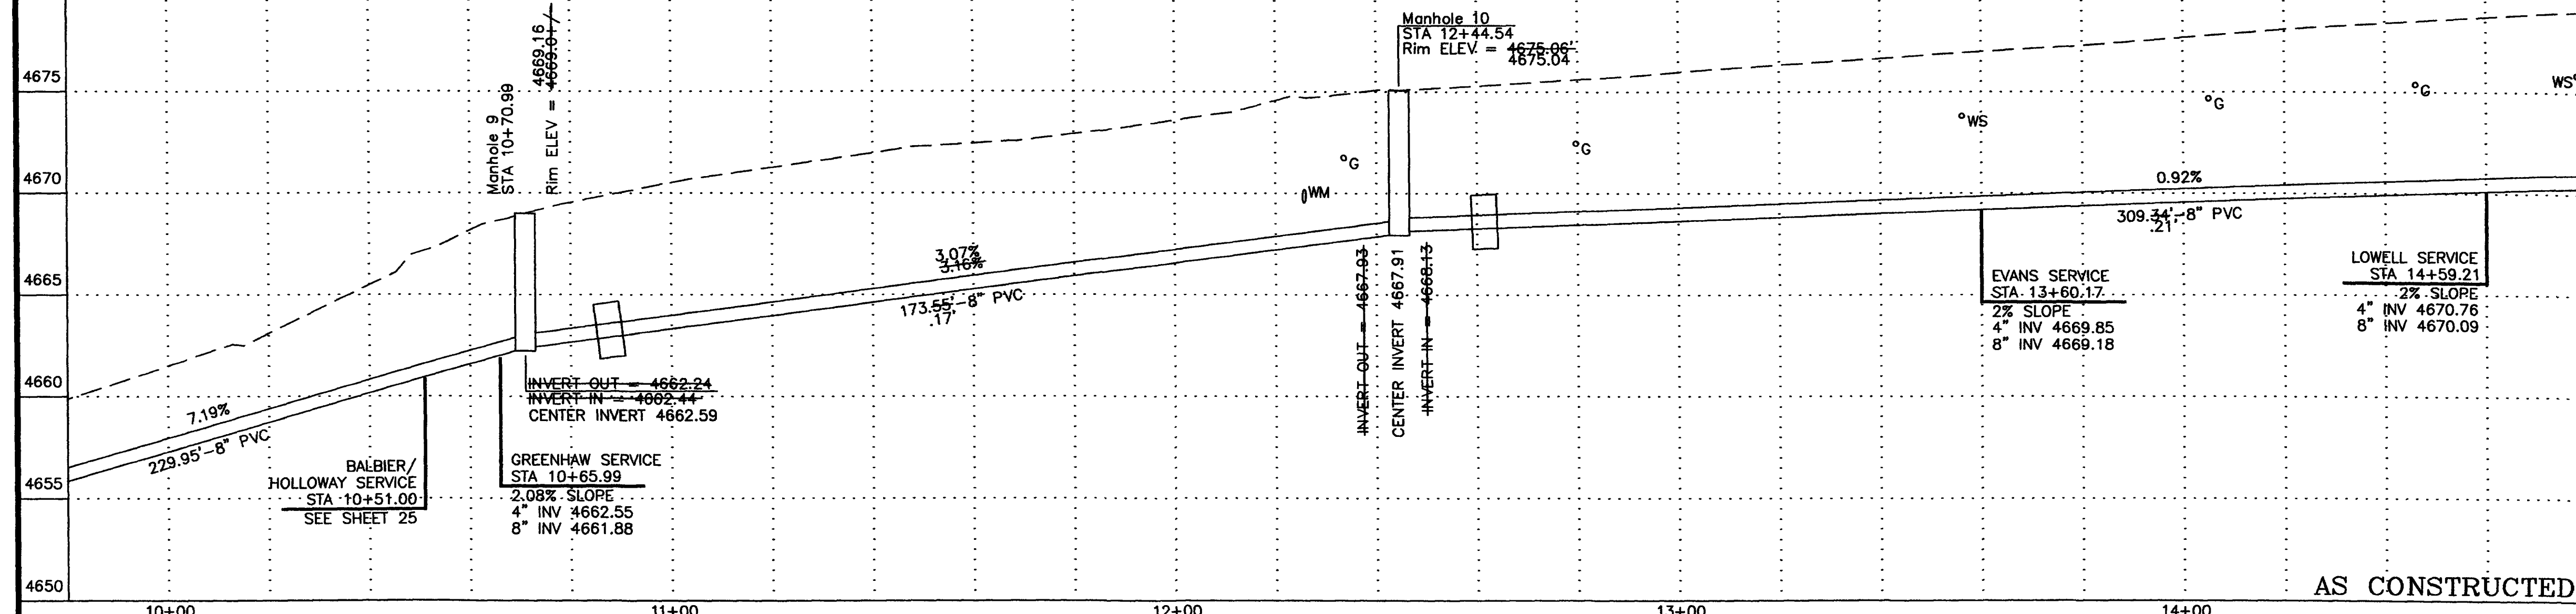 4675
4670
4665
4660
4655
4650
Manhole 9
STA 10+70.99
4669.16
Rim ELEV = 4669.01'
Manhole 10
STA 12+44.54
Rim ELEV. = 4675.06'
4675.04
G
WM
G
WS
G
G
WS
7.19%
229.95'-8" PVC
3.07%
3.16%
173.55'-8" PVC
.17'
0.92%
309.34'-8" PVC
.21'
INVERT OUT = 4662.24
INVERT IN = 4662.44
CENTER INVERT 4662.59
INVERT OUT = 4667.93
CENTER INVERT 4667.91
INVERT IN = 4668.13
BALBIER/
HOLLOWAY SERVICE
STA 10+51.00
SEE SHEET 25
GREENHAW SERVICE
STA 10+65.99
2.08% SLOPE
4" INV 4662.55
8" INV 4661.88
EVANS SERVICE
STA 13+60.17
2% SLOPE
4" INV 4669.85
8" INV 4669.18
LOWELL SERVICE
STA 14+59.21
2% SLOPE
4" INV 4670.76
8" INV 4670.09
AS CONSTRUCTED
10+00
11+00
12+00
13+00
14+00